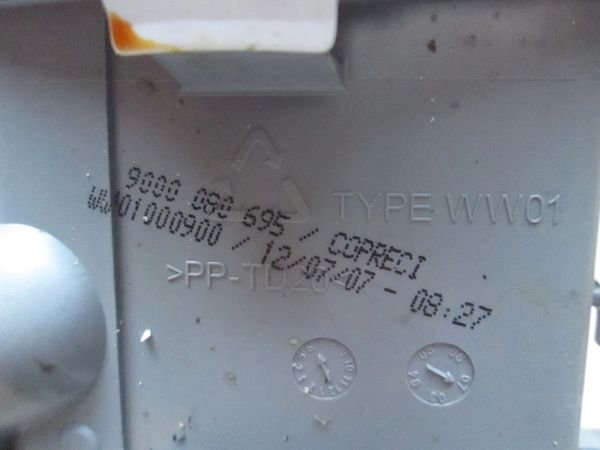 9000 080 695 / COPRECI
WW01000900 / 12/07/07 - 08:27
TYPE WW01
>PP-TD20<